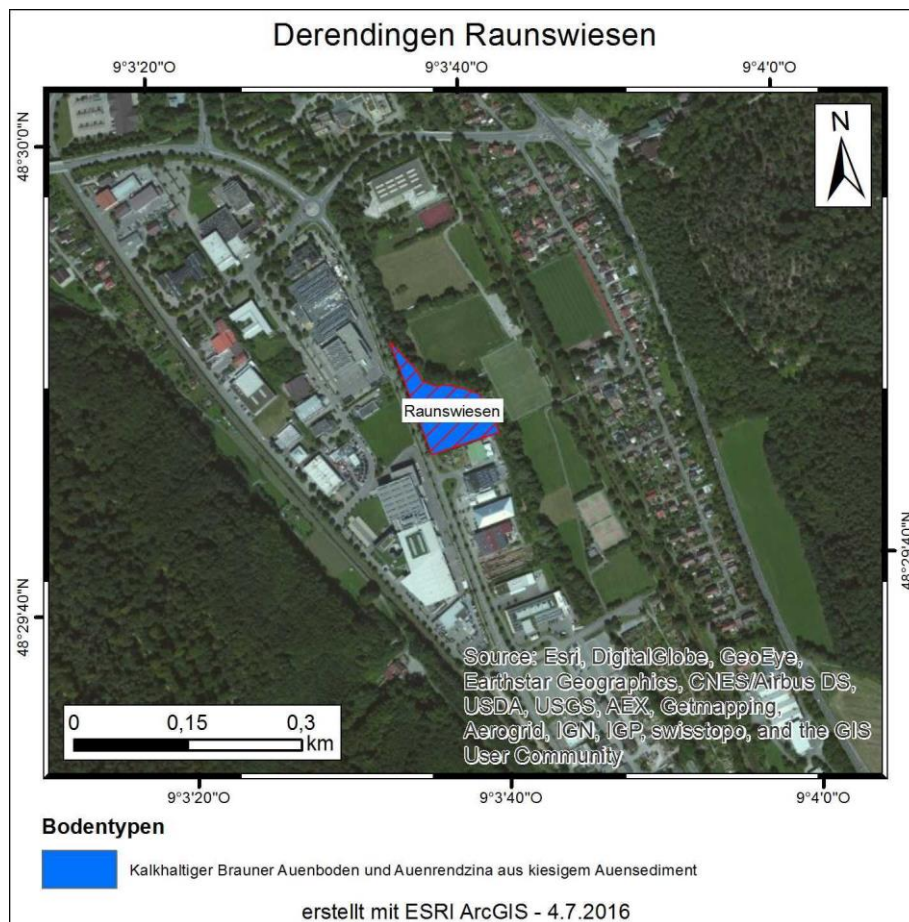 Derendingen Raunswiesen
9°3'20"O
9°3'40"O
9°4'0"O
48°30'0"N
N
Raunswiesen
48°29'40"N
48°29'40"N
Source: Esri, DigitalGlobe, GeoEye,
Earthstar Geographics, CNES/Airbus DS,
USDA, USGS, AEX, Getmapping,
Aerogrid, IGN, IGP, swisstopo, and the GIS
User Community
0 0,15 0,3
km
9°3'20"O
9°3'40"O
9°4'0"O
Bodentypen
Kalkhaltiger Brauner Auenboden und Auenrendzina aus kiesigem Auensediment
erstellt mit ESRI ArcGIS - 4.7.2016